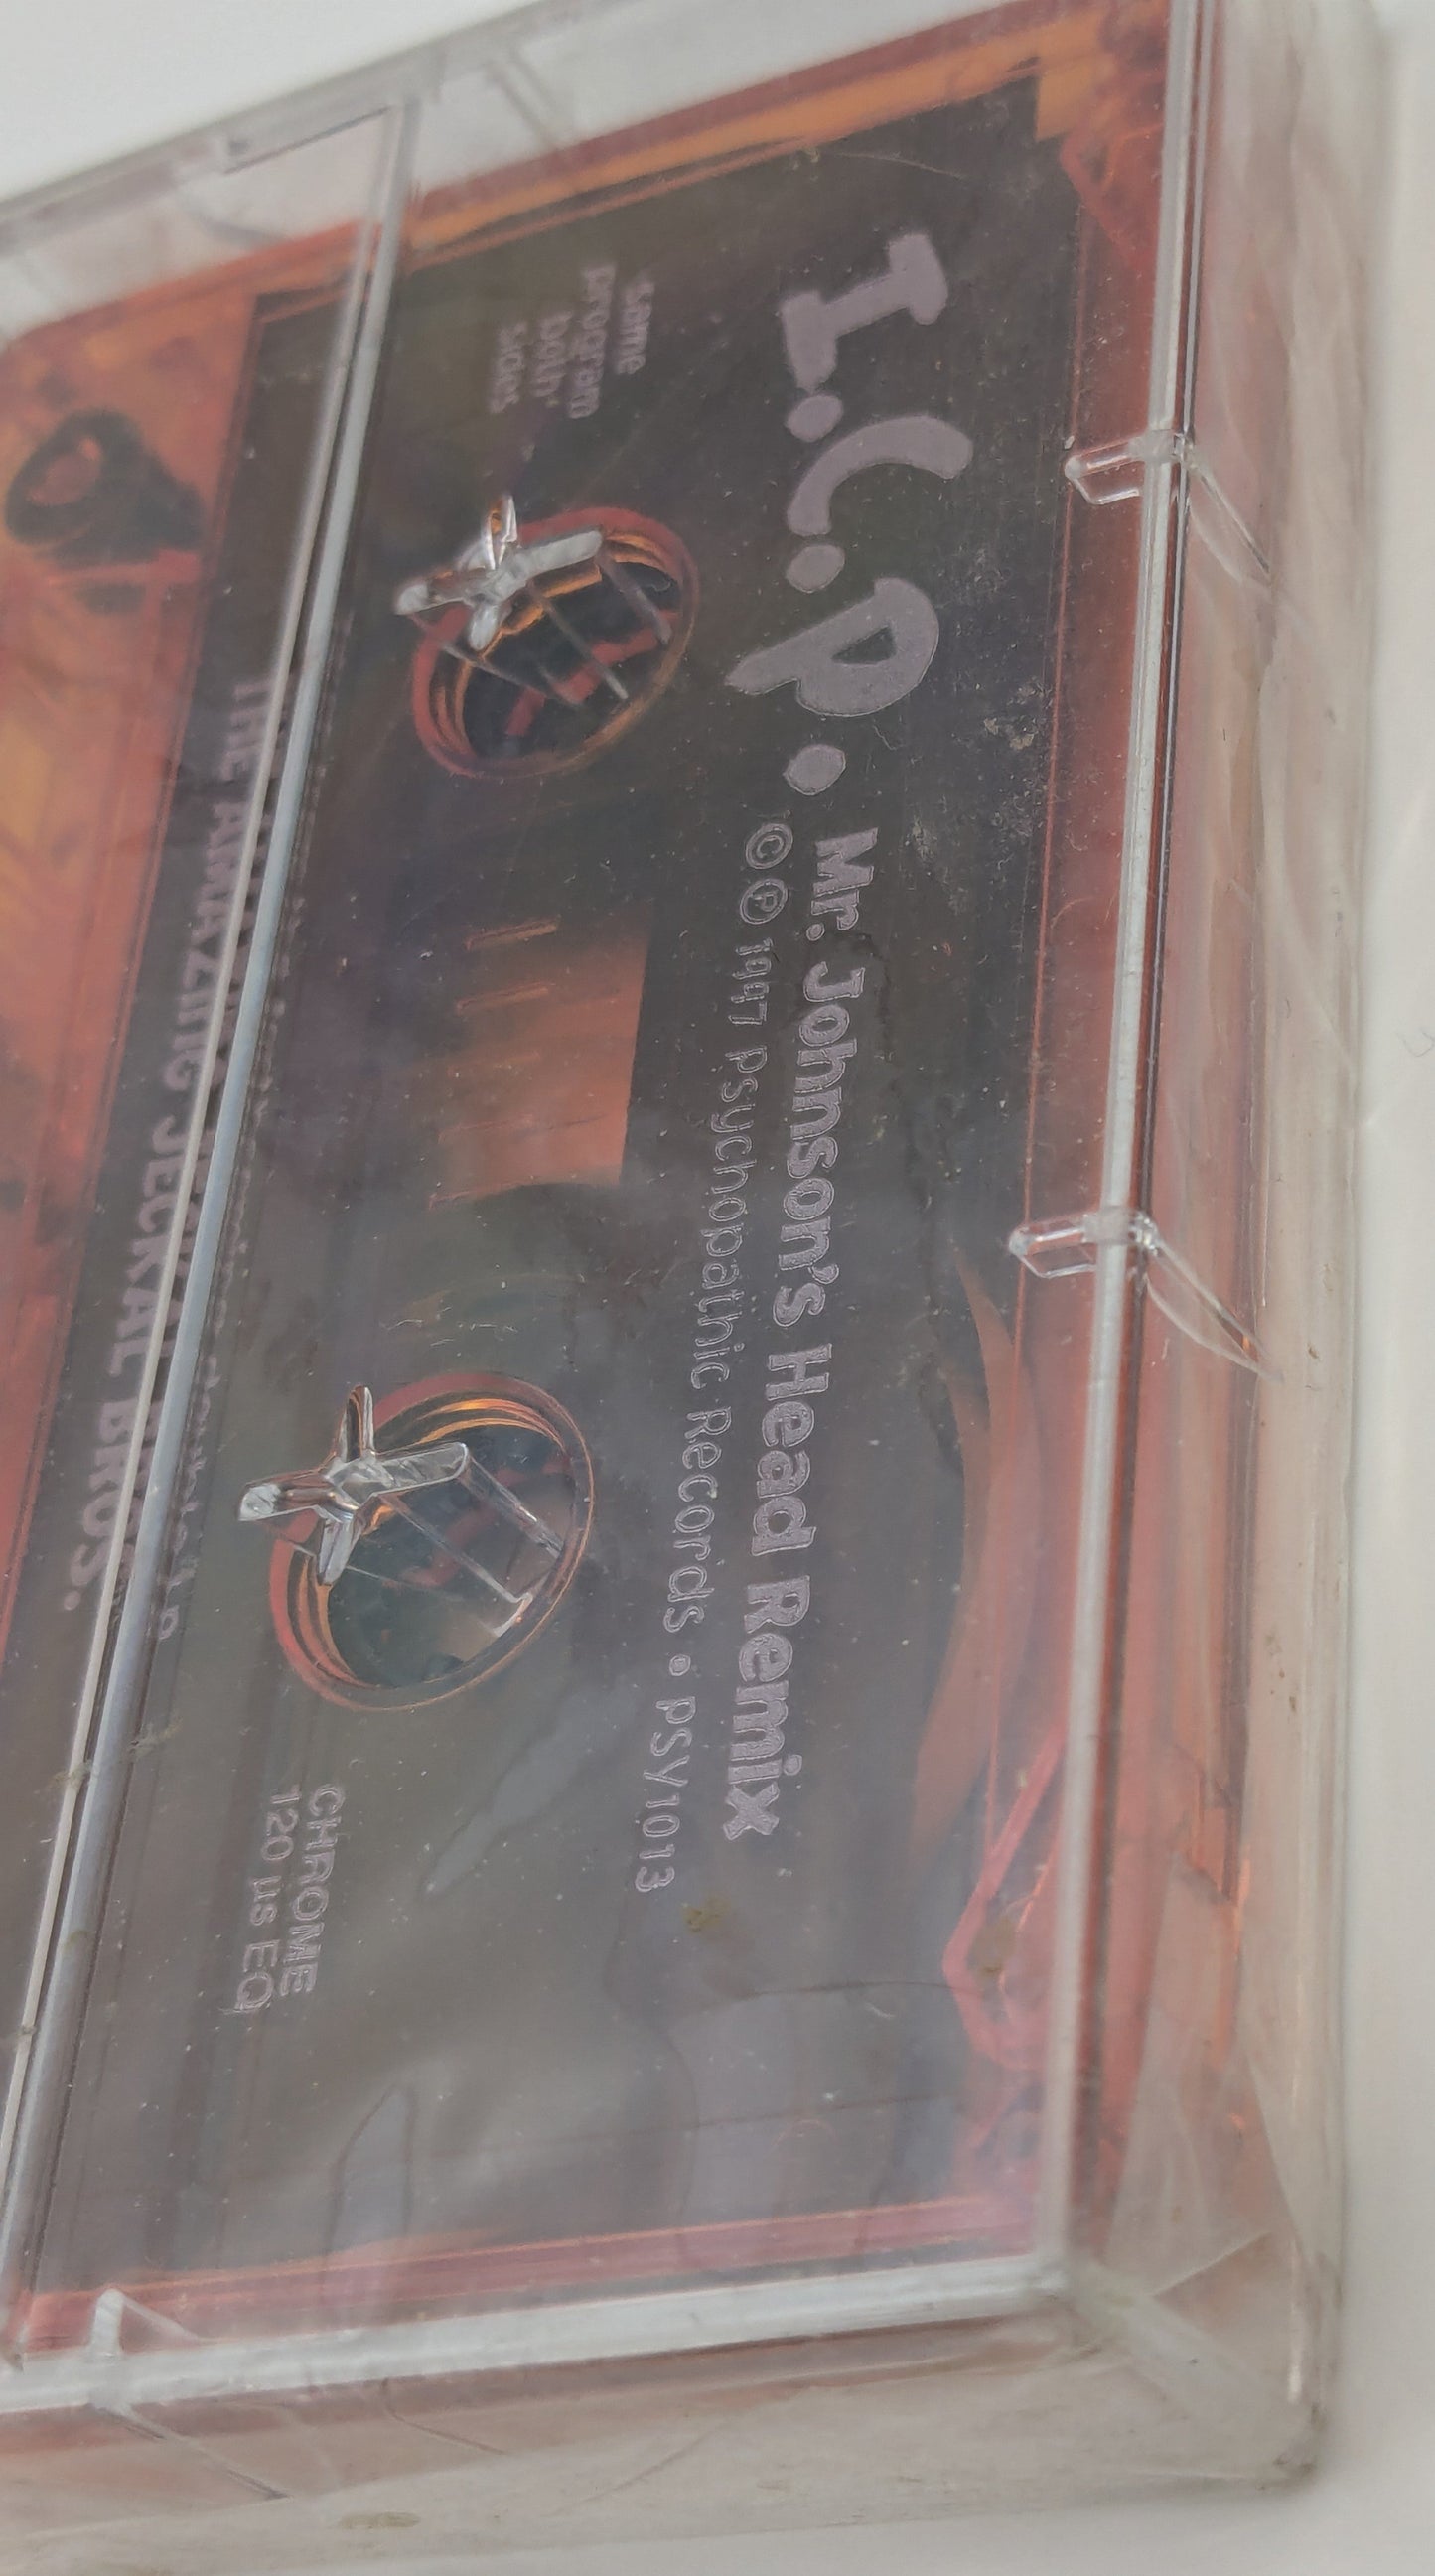 I.C.P. • Mr. Johnson's Head Remix
©℗ 1997 Psychopathic Records • PSY1013
Same
Program
Both
Sides
CHROME
120 µs EQ
THE AMAZING JECKAL BROS.